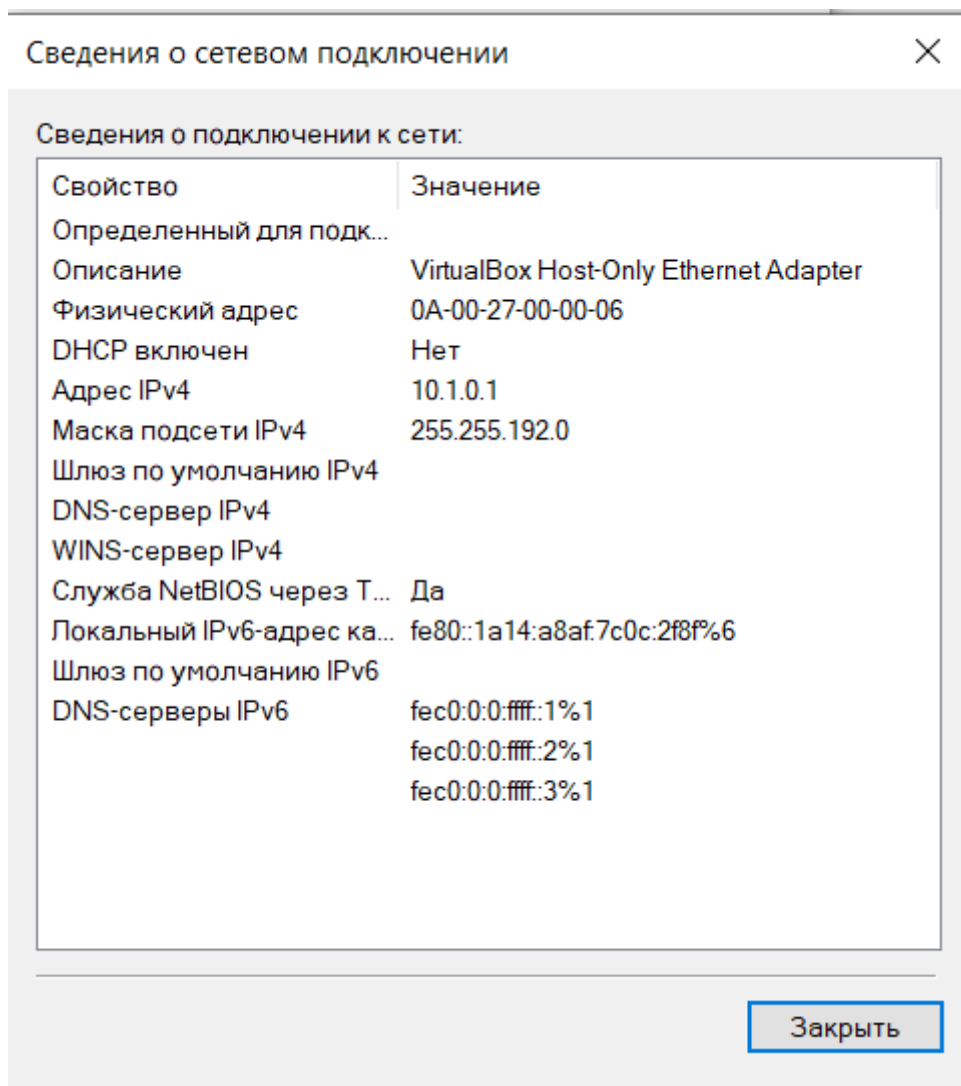 Сведения о сетевом подключении
Сведения о подключении к сети:
Свойство Значение
Определенный для подк...
Описание VirtualBox Host-Only Ethernet Adapter
Физический адрес 0A-00-27-00-00-06
DHCP включен Нет
Адрес IPv4 10.1.0.1
Маска подсети IPv4 255.255.192.0
Шлюз по умолчанию IPv4
DNS-сервер IPv4
WINS-сервер IPv4
Служба NetBIOS через T... Да
Локальный IPv6-адрес ка... fe80::1a14:a8af:7c0c:2f8f%6
Шлюз по умолчанию IPv6
DNS-серверы IPv6 fec0:0:0:ffff::1%1
fec0:0:0:ffff::2%1
fec0:0:0:ffff::3%1
Закрыть